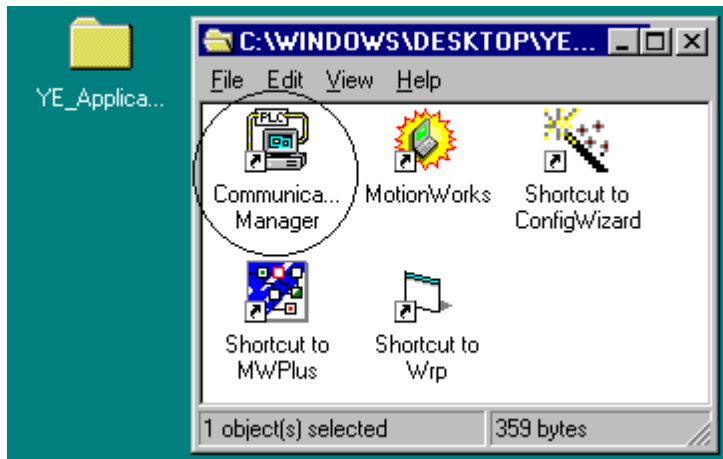 YE_Applica...
C:\WINDOWS\DESKTOP\YE...
File Edit View Help
PLC
Communica...
Manager
MotionWorks
Shortcut to
ConfigWizard
Shortcut to
MWPlus
Shortcut to
Wrp
1 object(s) selected
359 bytes